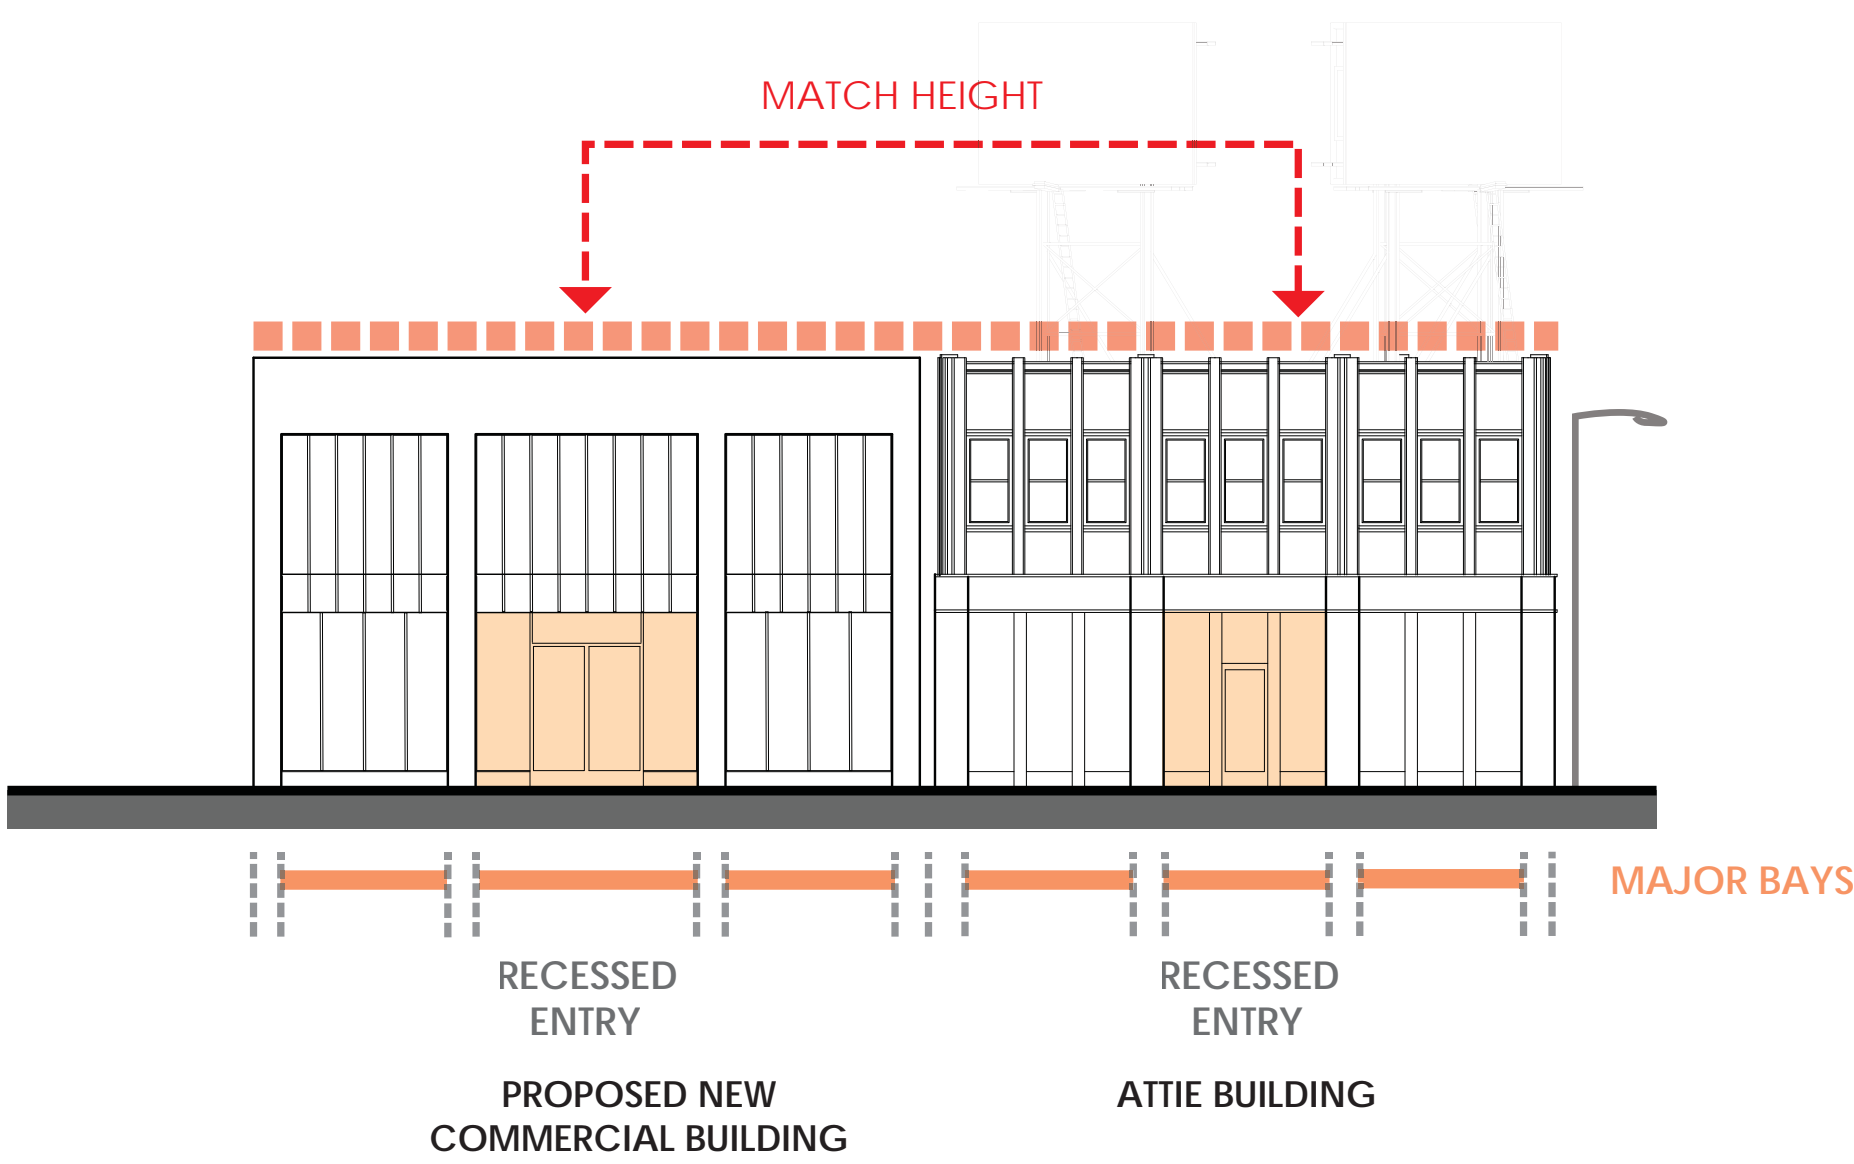 MATCH HEIGHT
MAJOR BAYS
RECESSED
ENTRY
RECESSED
ENTRY
PROPOSED NEW
COMMERCIAL BUILDING
ATTIE BUILDING